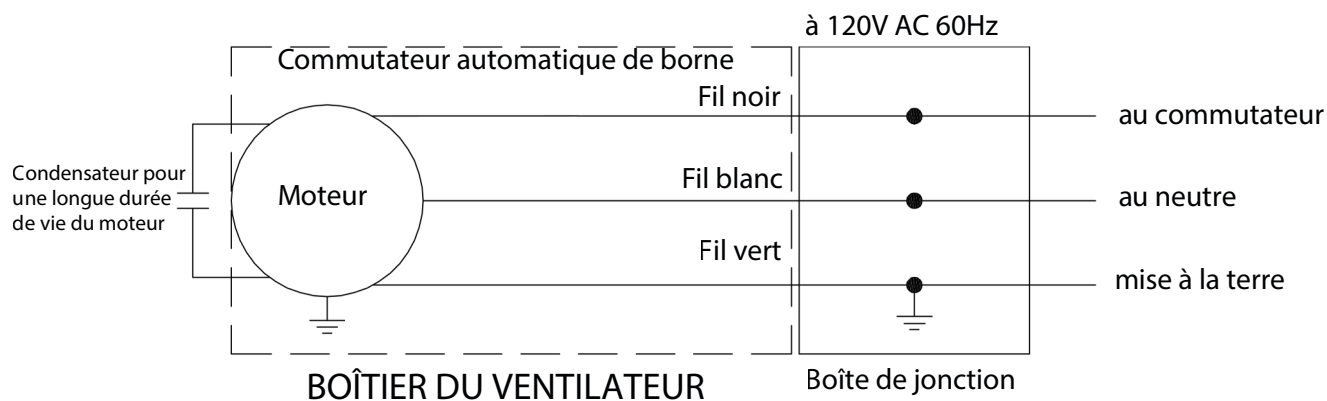 à 120V AC 60Hz
Commutateur automatique de borne
Fil noir
au commutateur
Condensateur pour
une longue durée
de vie du moteur
Moteur
Fil blanc
au neutre
Fil vert
mise à la terre
BOÎTIER DU VENTILATEUR
Boîte de jonction